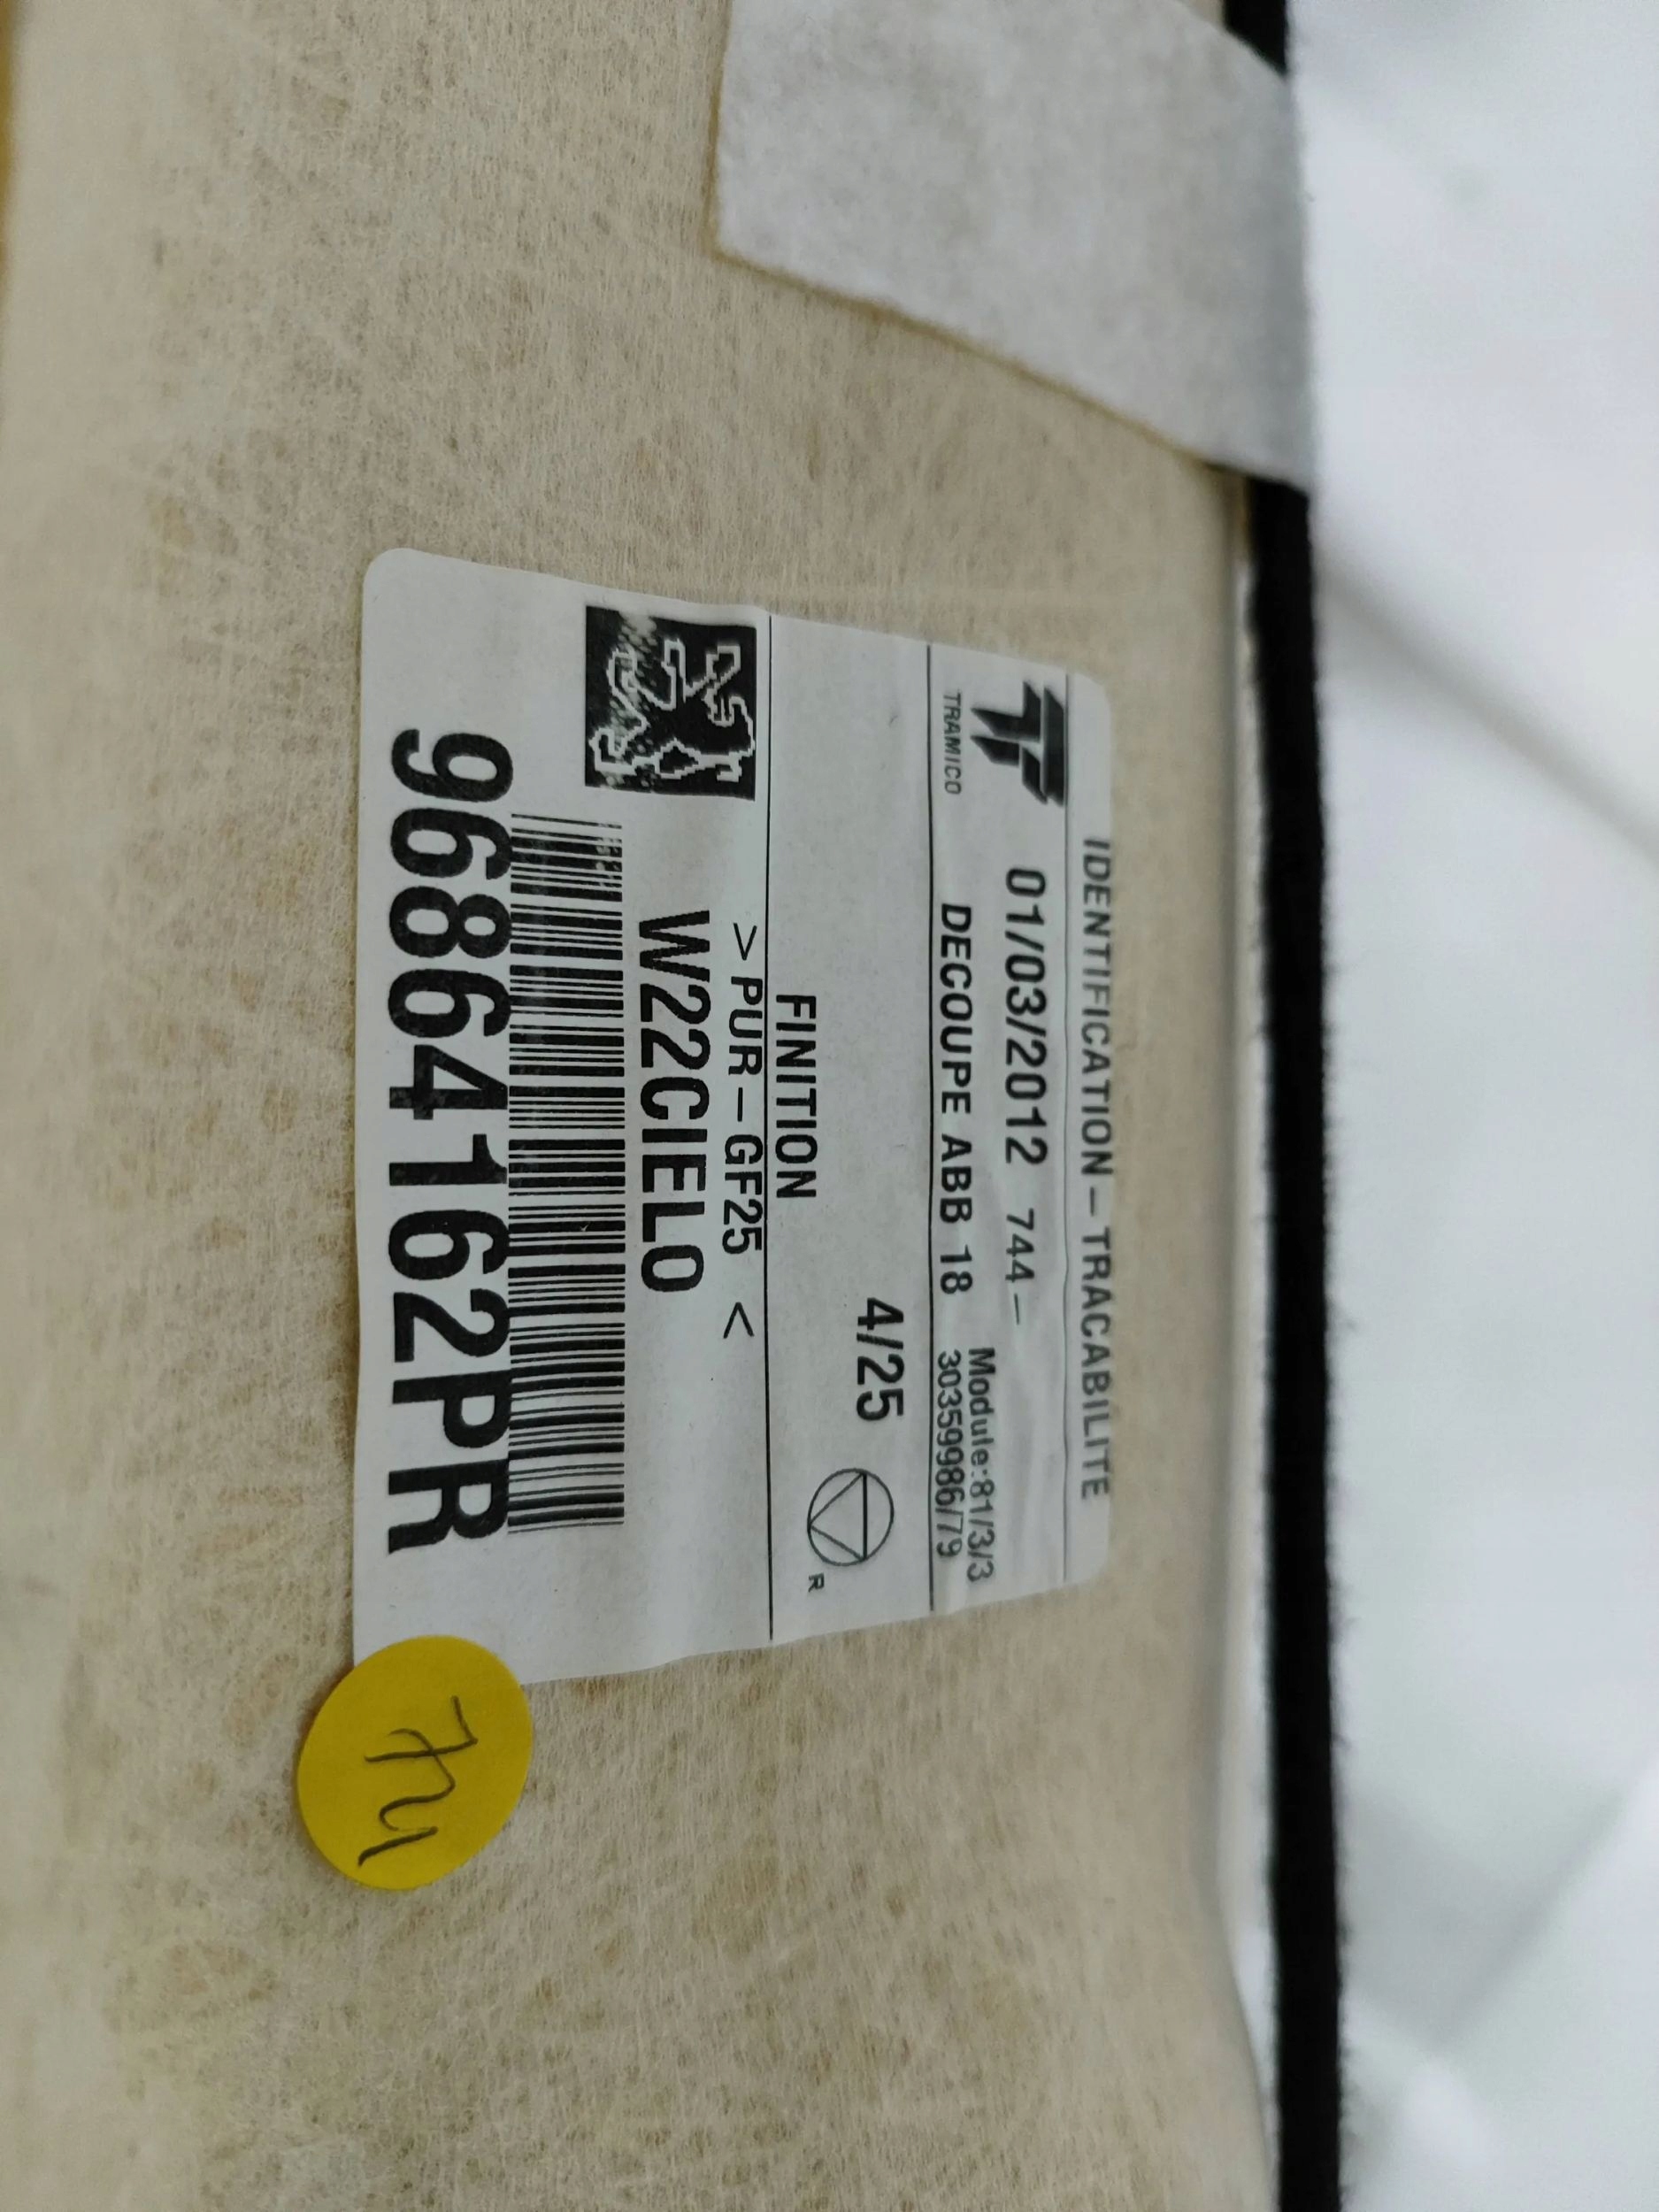 IDENTIFICATION-TRACABILITE
TRAMICO
01/03/2012 744-
Module:81/3/3
DECOUPE ABB 18
30359986/79
4/25
R
FINITION
>PUR-GF25 <
W22CIELO
96864162PR